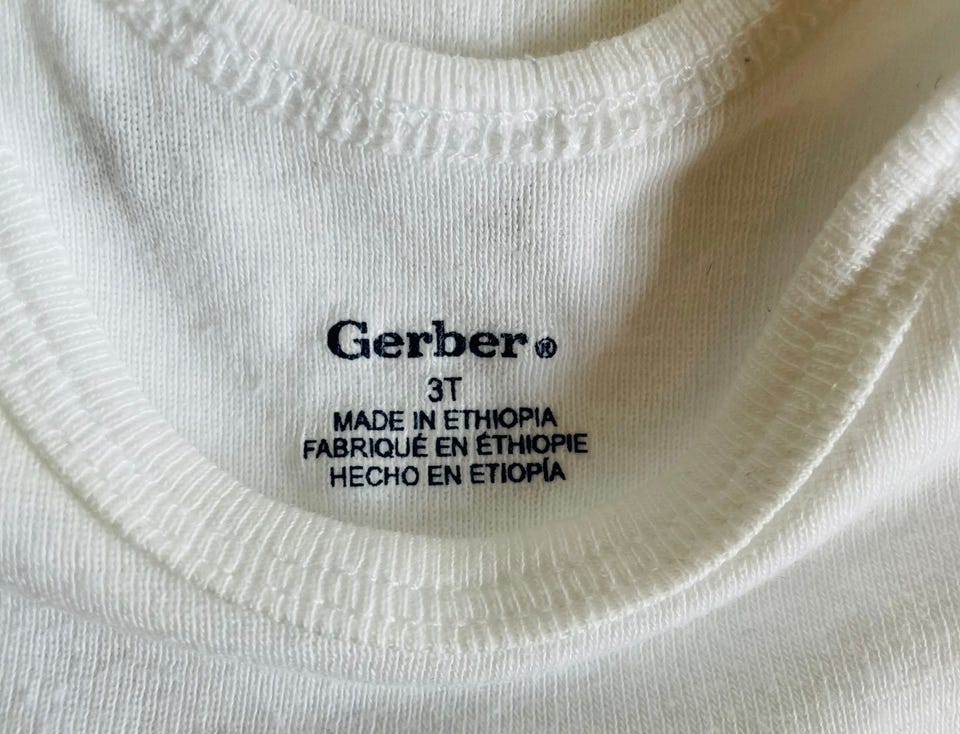 Gerber®
3T
MADE IN ETHIOPIA
FABRIQUÉ EN ÉTHIOPIE
HECHO EN ETIOPÍA